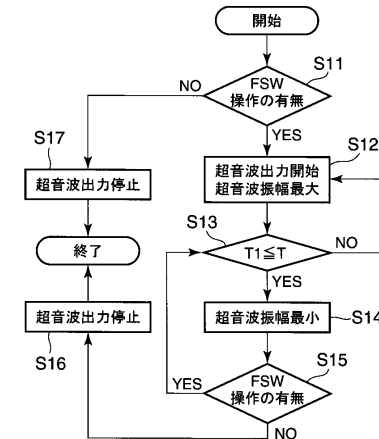 開始
S11
FSW
操作の有無
NO
YES
S17
超音波出力停止
S12
超音波出力開始
超音波振幅最大
S13
終了
T1≦T
NO
YES
超音波出力停止
S16
超音波振幅最小
S14
S15
YES
FSW
操作の有無
NO